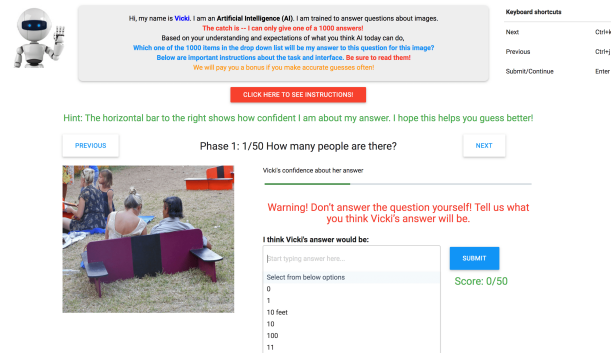 Hi, my name is Vicki. I am an Artificial Intelligence (AI). I am trained to answer questions about images.
The catch is -- I can only give one of a 1000 answers!
Based on your understanding and expectations of what you think AI today can do,
Which one of the 1000 items in the drop down list will be my answer to this question for this image?
Below are important instructions about the task and interface. Be sure to read them!
We will pay you a bonus if you make accurate guesses often!
Keyboard shortcuts
Next Ctrl+k
Previous Ctrl+j
Submit/Continue Enter
CLICK HERE TO SEE INSTRUCTIONS!
Hint: The horizontal bar to the right shows how confident I am about my answer. I hope this helps you guess better!
PREVIOUS
Phase 1: 1/50 How many people are there?
NEXT
Vicki's confidence about her answer
Warning! Don't answer the question yourself! Tell us what
you think Vicki's answer will be.
I think Vicki's answer would be:
Start typing answer here...
SUBMIT
Select from below options
Score: 0/50
0
1
10 feet
10
100
11